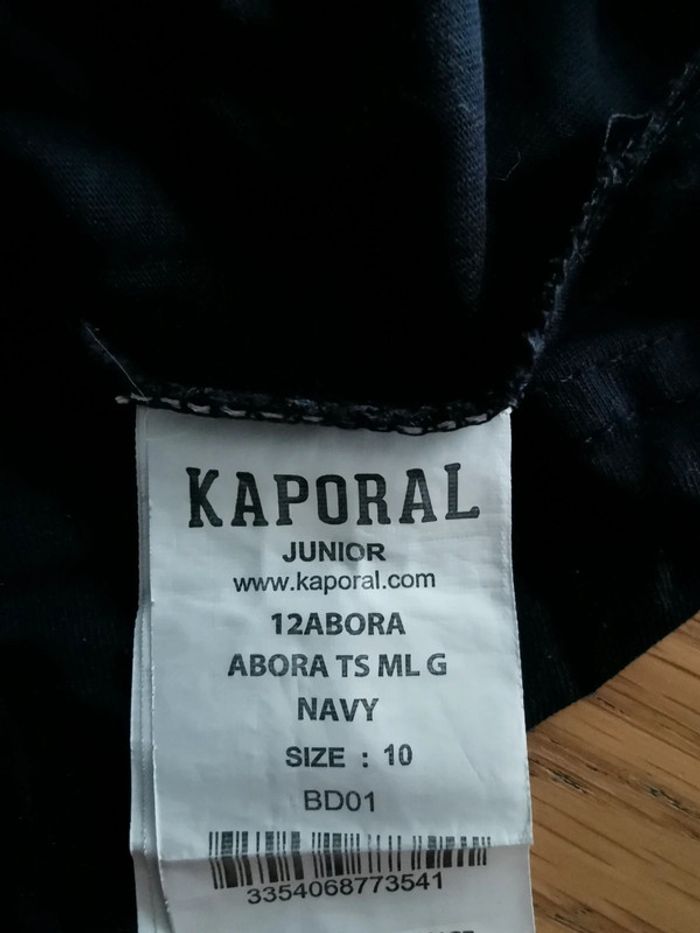 KAPORAL
JUNIOR
www.kaporal.com
12ABORA
ABORA TS ML G
NAVY
SIZE : 10
BD01
3354068773541